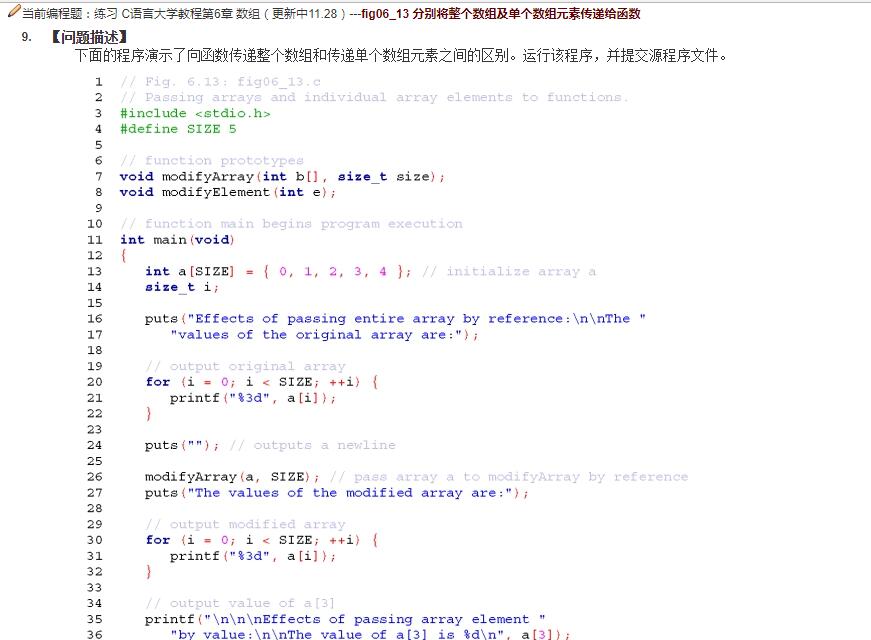 当前编程题：练习 C语言大学教程第6章 数组（更新中11.28）---fig06_13 分别将整个数组及单个数组元素传递给函数
9. 【问题描述】
下面的程序演示了向函数传递整个数组和传递单个数组元素之间的区别。运行该程序，并提交源程序文件。
1 // Fig. 6.13: fig06_13.c
2 // Passing arrays and individual array elements to functions.
3 #include <stdio.h>
4 #define SIZE 5
5
6 // function prototypes
7 void modifyArray(int b[], size_t size);
8 void modifyElement(int e);
9
10 // function main begins program execution
11 int main(void)
12 {
13    int a[SIZE] = { 0, 1, 2, 3, 4 }; // initialize array a
14    size_t i;
15
16    puts("Effects of passing entire array by reference:\n\nThe "
17       "values of the original array are:");
18
19    // output original array
20    for (i = 0; i < SIZE; ++i) {
21       printf("%3d", a[i]);
22    }
23
24    puts(""); // outputs a newline
25
26    modifyArray(a, SIZE); // pass array a to modifyArray by reference
27    puts("The values of the modified array are:");
28
29    // output modified array
30    for (i = 0; i < SIZE; ++i) {
31       printf("%3d", a[i]);
32    }
33
34    // output value of a[3]
35    printf("\n\n\nEffects of passing array element "
36       "by value:\n\nThe value of a[3] is %d\n", a[3]);